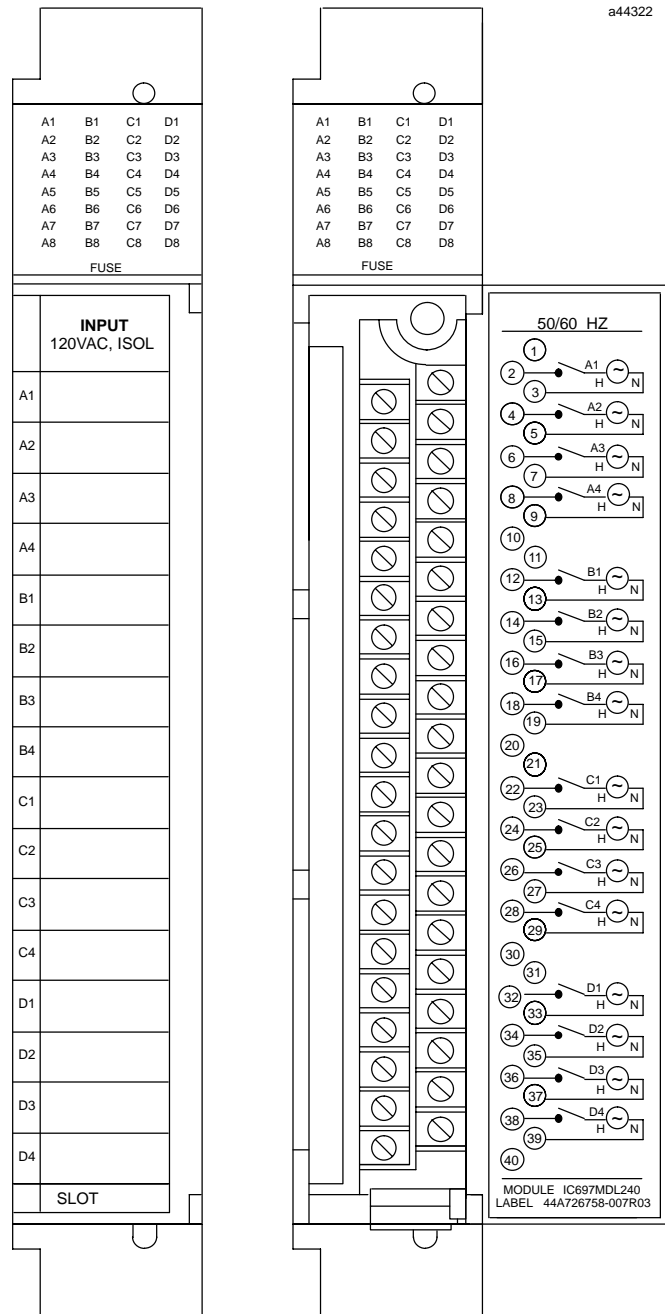 a44322
A1 B1 C1 D1
A2 B2 C2 D2
A3 B3 C3 D3
A4 B4 C4 D4
A5 B5 C5 D5
A6 B6 C6 D6
A7 B7 C7 D7
A8 B8 C8 D8
FUSE
INPUT
120VAC, ISOL
A1
A2
A3
A4
B1
B2
B3
B4
C1
C2
C3
C4
D1
D2
D3
D4
SLOT
A1 B1 C1 D1
A2 B2 C2 D2
A3 B3 C3 D3
A4 B4 C4 D4
A5 B5 C5 D5
A6 B6 C6 D6
A7 B7 C7 D7
A8 B8 C8 D8
FUSE
50/60 HZ
1
2 A1 H ~ N
3
4 A2 H ~ N
5
6 A3 H ~ N
7
8 A4 H ~ N
9
10
11
12 B1 H ~ N
13
14 B2 H ~ N
15
16 B3 H ~ N
17
18 B4 H ~ N
19
20
21
22 C1 H ~ N
23
24 C2 H ~ N
25
26 C3 H ~ N
27
28 C4 H ~ N
29
30
31
32 D1 H ~ N
33
34 D2 H ~ N
35
36 D3 H ~ N
37
38 D4 H ~ N
39
40
MODULE IC697MDL240
LABEL 44A726758-007R03